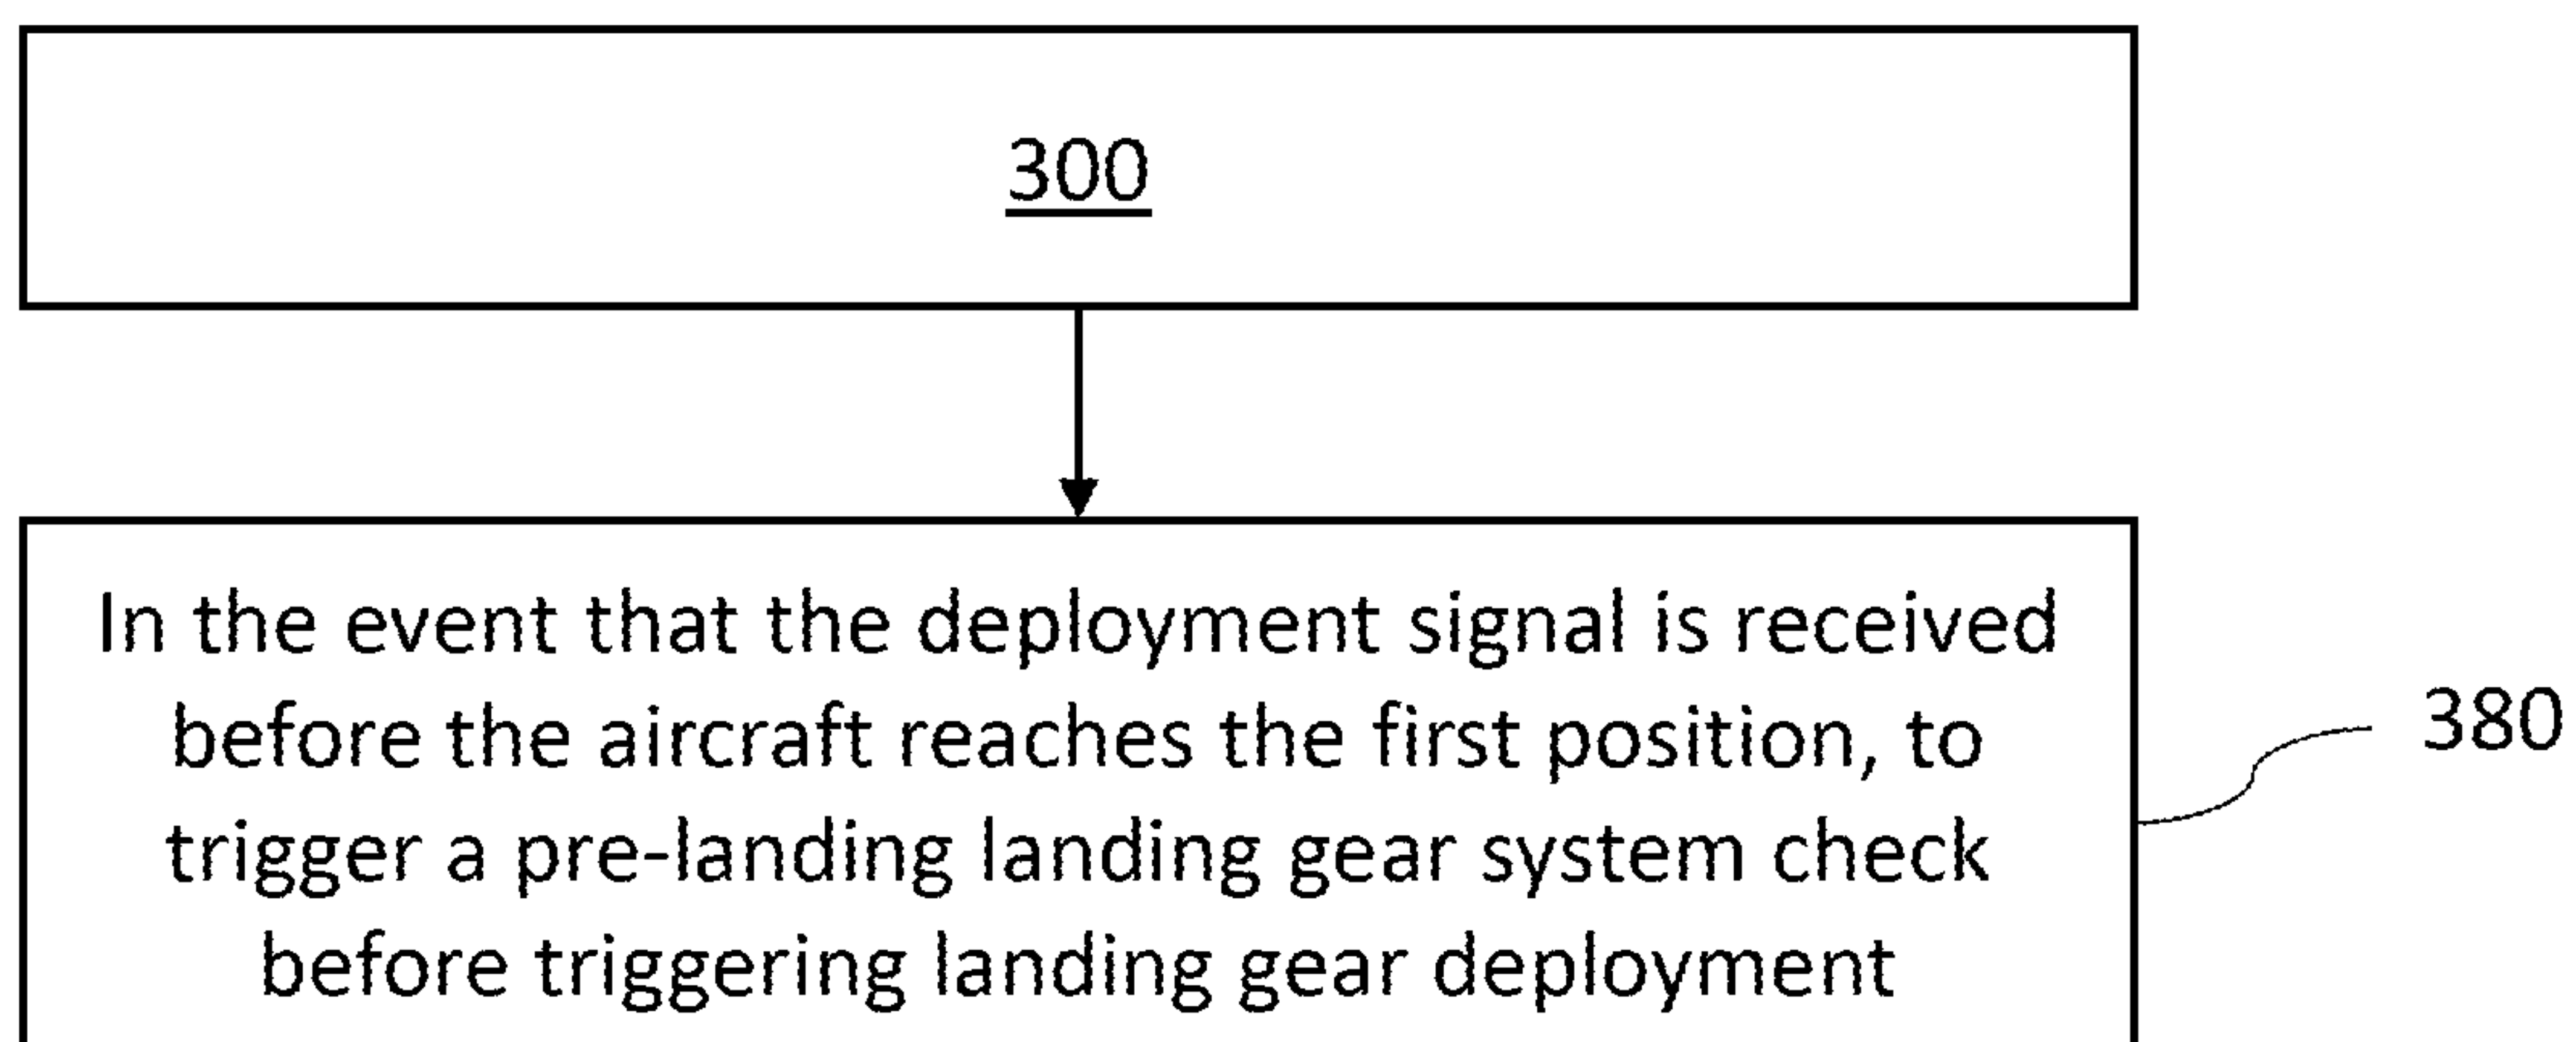 300
In the event that the deployment signal is received
before the aircraft reaches the first position, to
trigger a pre-landing landing gear system check
before triggering landing gear deployment
380